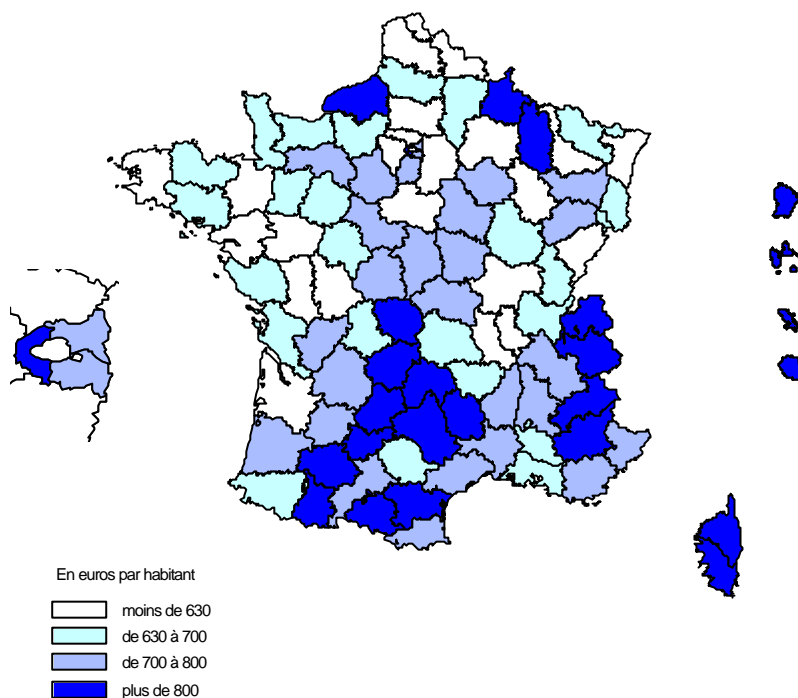 En euros par habitant
moins de 630
de 630 à 700
de 700 à 800
plus de 800